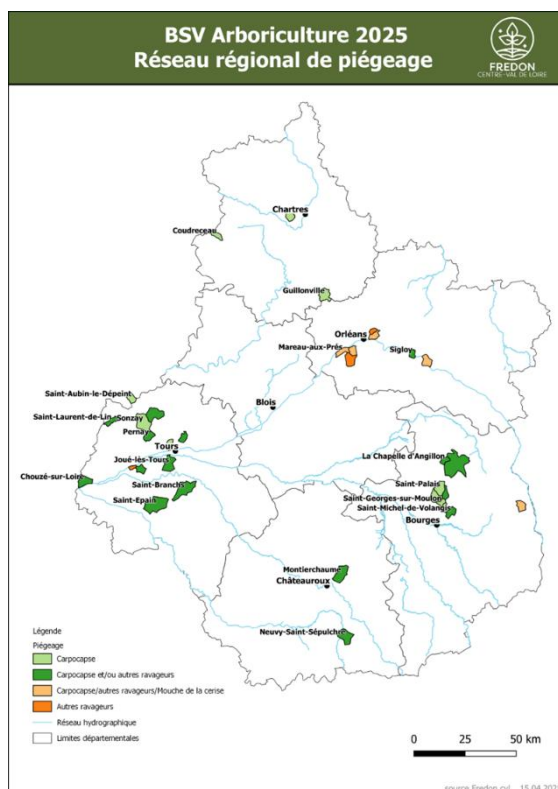 BSV Arboriculture 2025
Réseau régional de piégeage
FREDON
CENTRE-VAL DE LOIRE
Chartres
Coudreceau
Guillonville
Orléans
Mareau-aux-Prés
Sigloy
Saint-Aubin-le-Dépeint
Blois
Saint-Laurent-de-Lin
Sonzay
Pernay
Tours
La Chapelle d'Angillon
Joué-lès-Tours
Chouzé-sur-Loire
Saint-Branchs
Saint-Palais
Saint-Epain
Saint-Georges-sur-Moulon
Saint-Michel-de-Volangis
Bourges
Montierchaume
Châteauroux
Neuvy-Saint-Sépulchre
Légende
Piégeage
Carpocapse
Carpocapse et/ou autres ravageurs
Carpocapse/autres ravageurs/Mouche de la cerise
Autres ravageurs
Réseau hydrographique
Limites départementales
0 25 50 km
source Fredon cvl 15.04.202